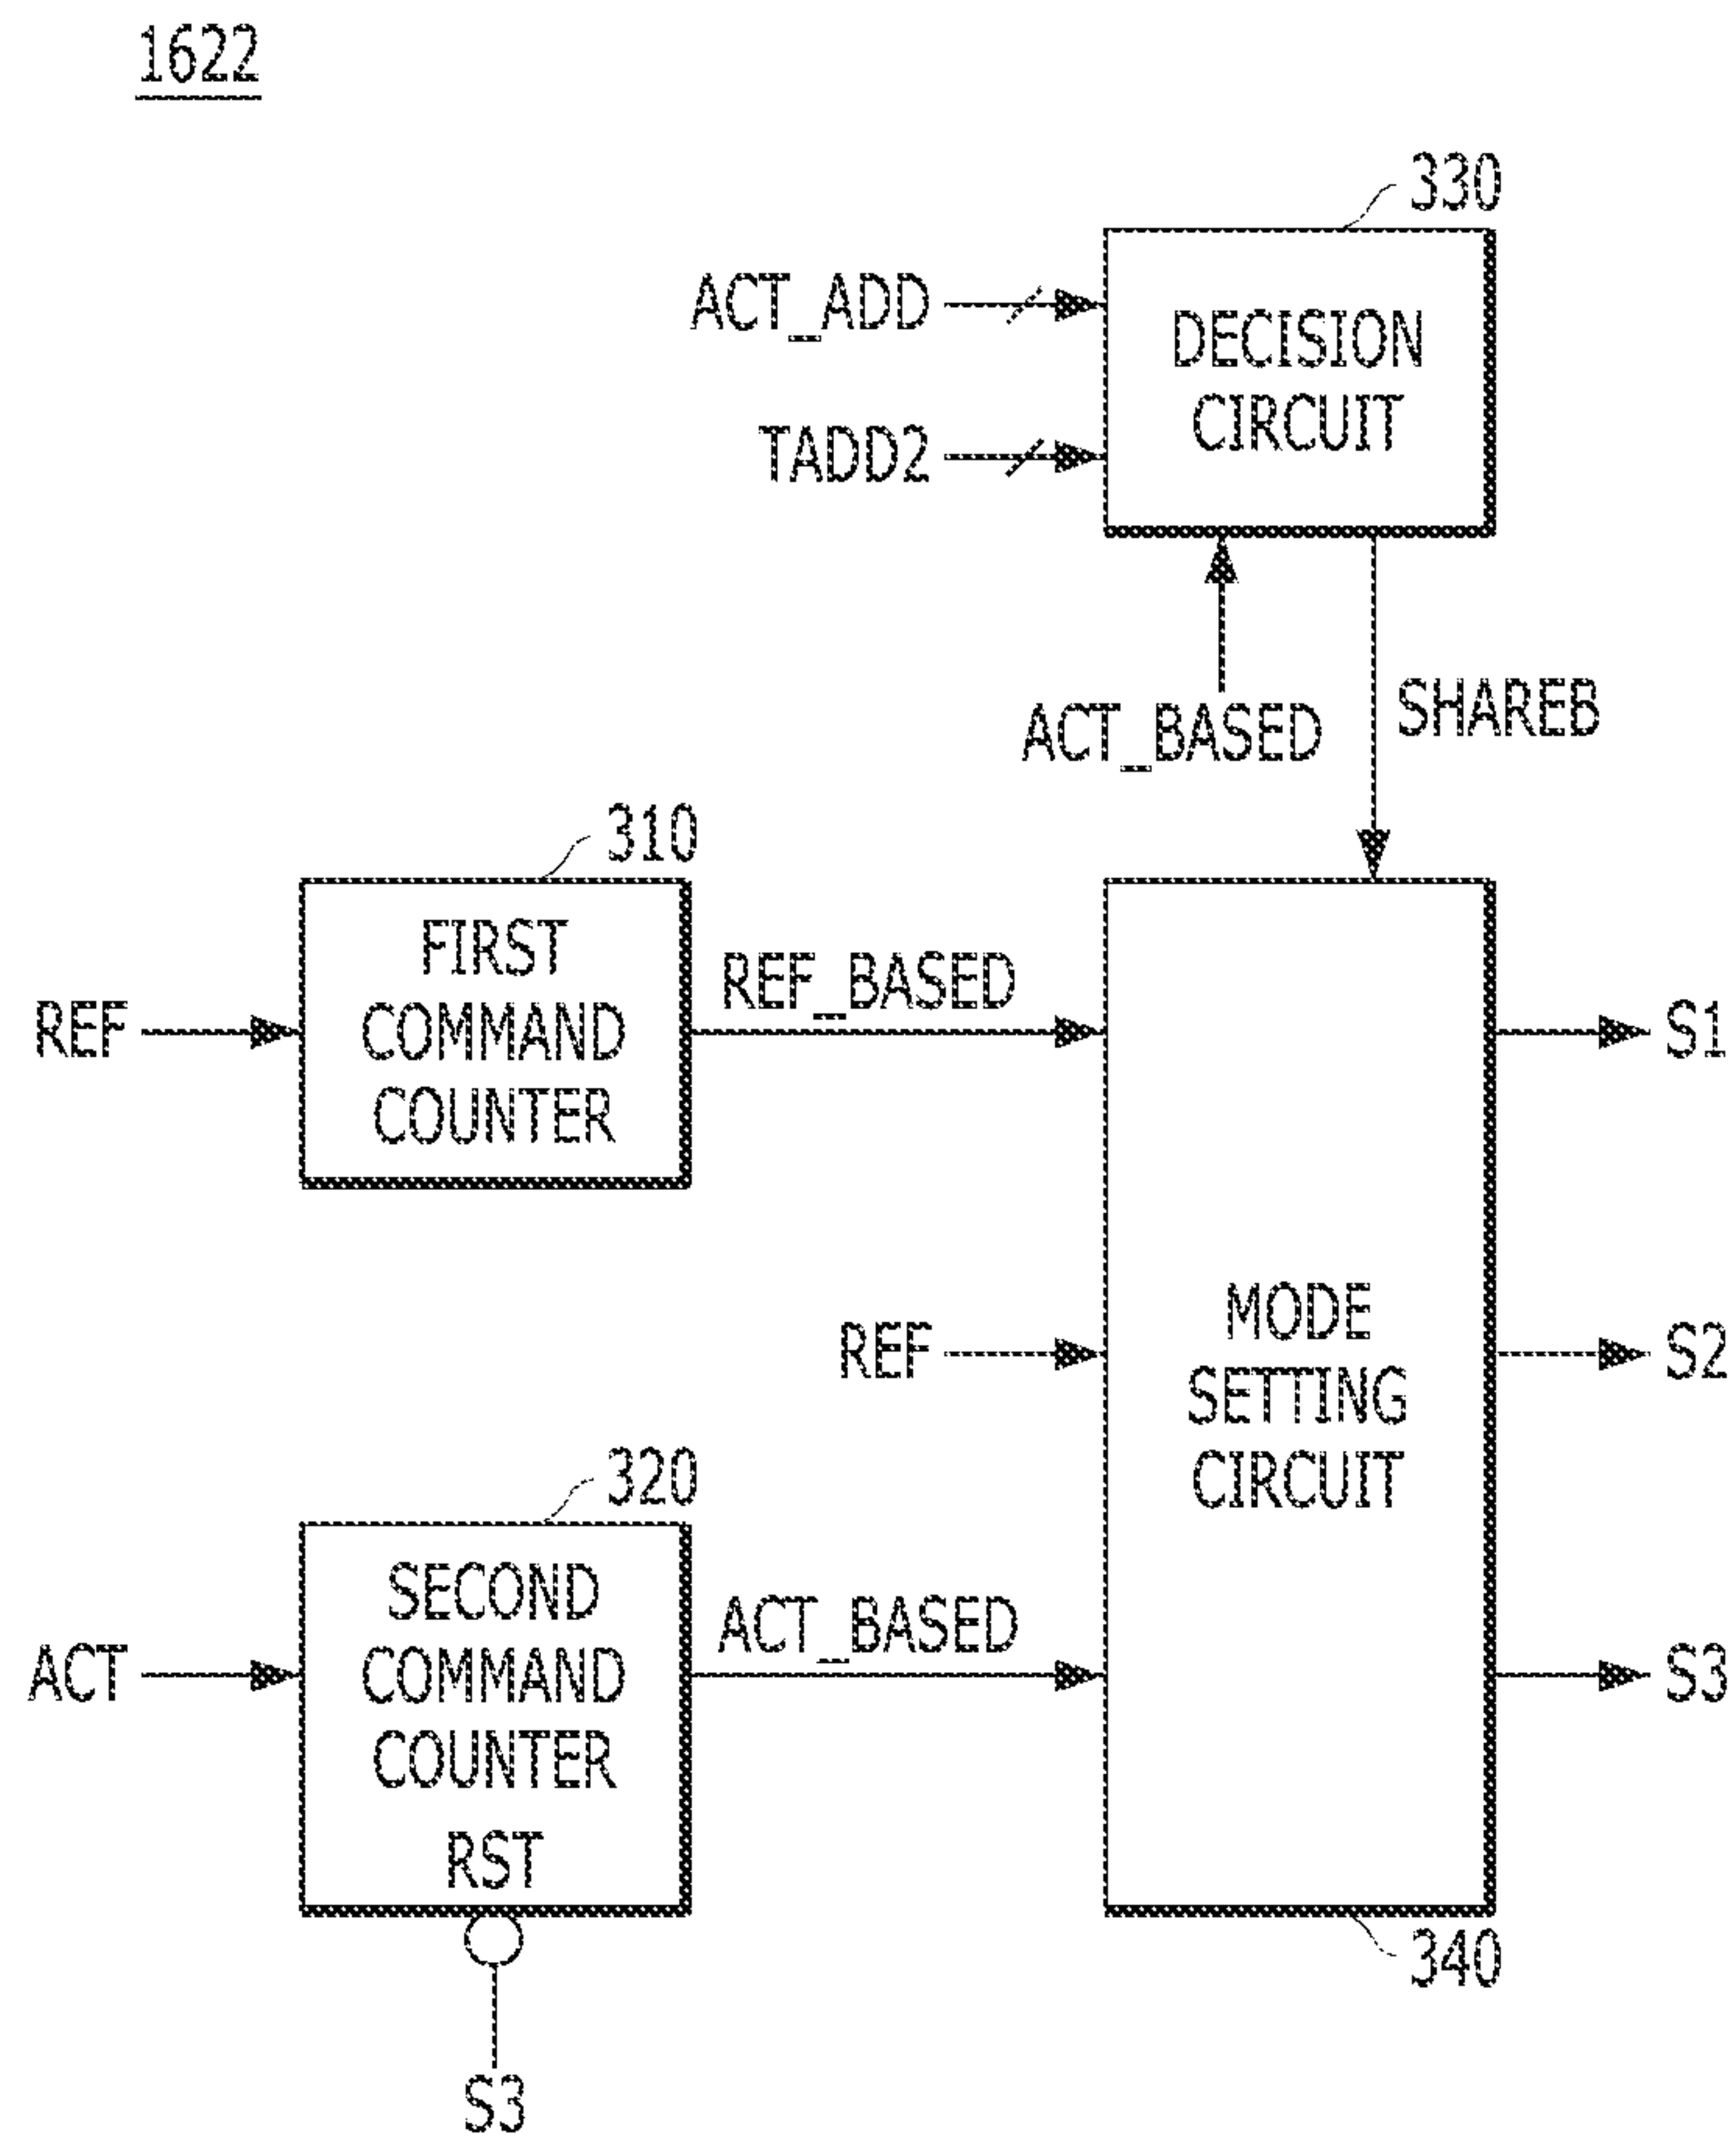 1622
330
ACT_ADD
TADD2
DECISION
CIRCUIT
ACT_BASED
SHAREB
310
FIRST
COMMAND
COUNTER
REF
REF_BASED
S1
REF
MODE
SETTING
CIRCUIT
S2
320
SECOND
COMMAND
COUNTER
RST
ACT
ACT_BASED
S3
340
S3